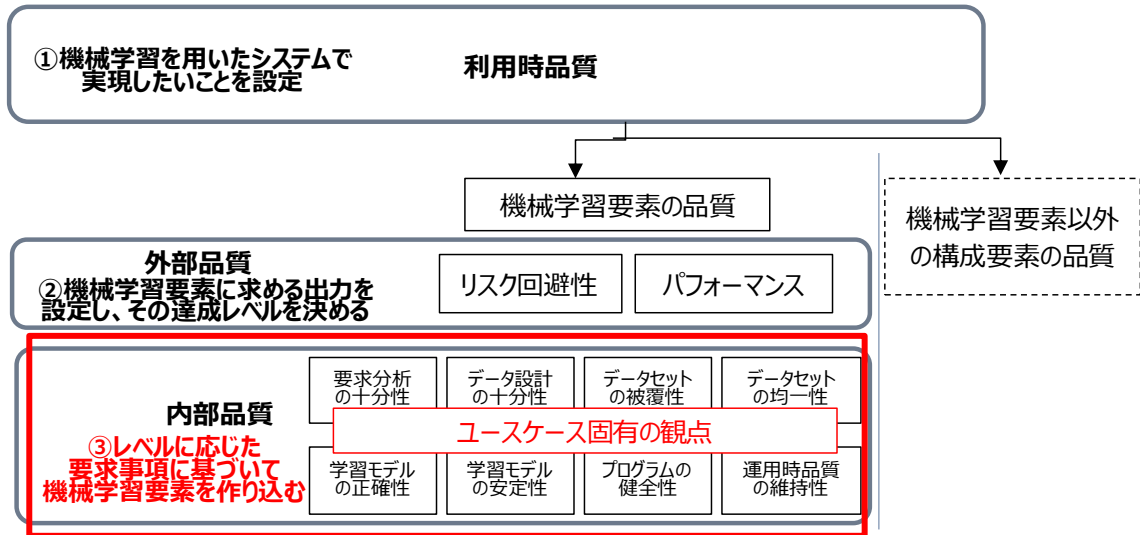 ①機械学習を用いたシステムで
実現したいことを設定
利用時品質
機械学習要素の品質
機械学習要素以外
の構成要素の品質
外部品質
②機械学習要素に求める出力を
設定し、その達成レベルを決める
リスク回避性
パフォーマンス
内部品質
③レベルに応じた
要求事項に基づいて
機械学習要素を作り込む
要求分析
の十分性
データ設計
の十分性
データセット
の被覆性
データセット
の均一性
ユースケース固有の観点
学習モデル
の正確性
学習モデル
の安定性
プログラムの
健全性
運用時品質
の維持性